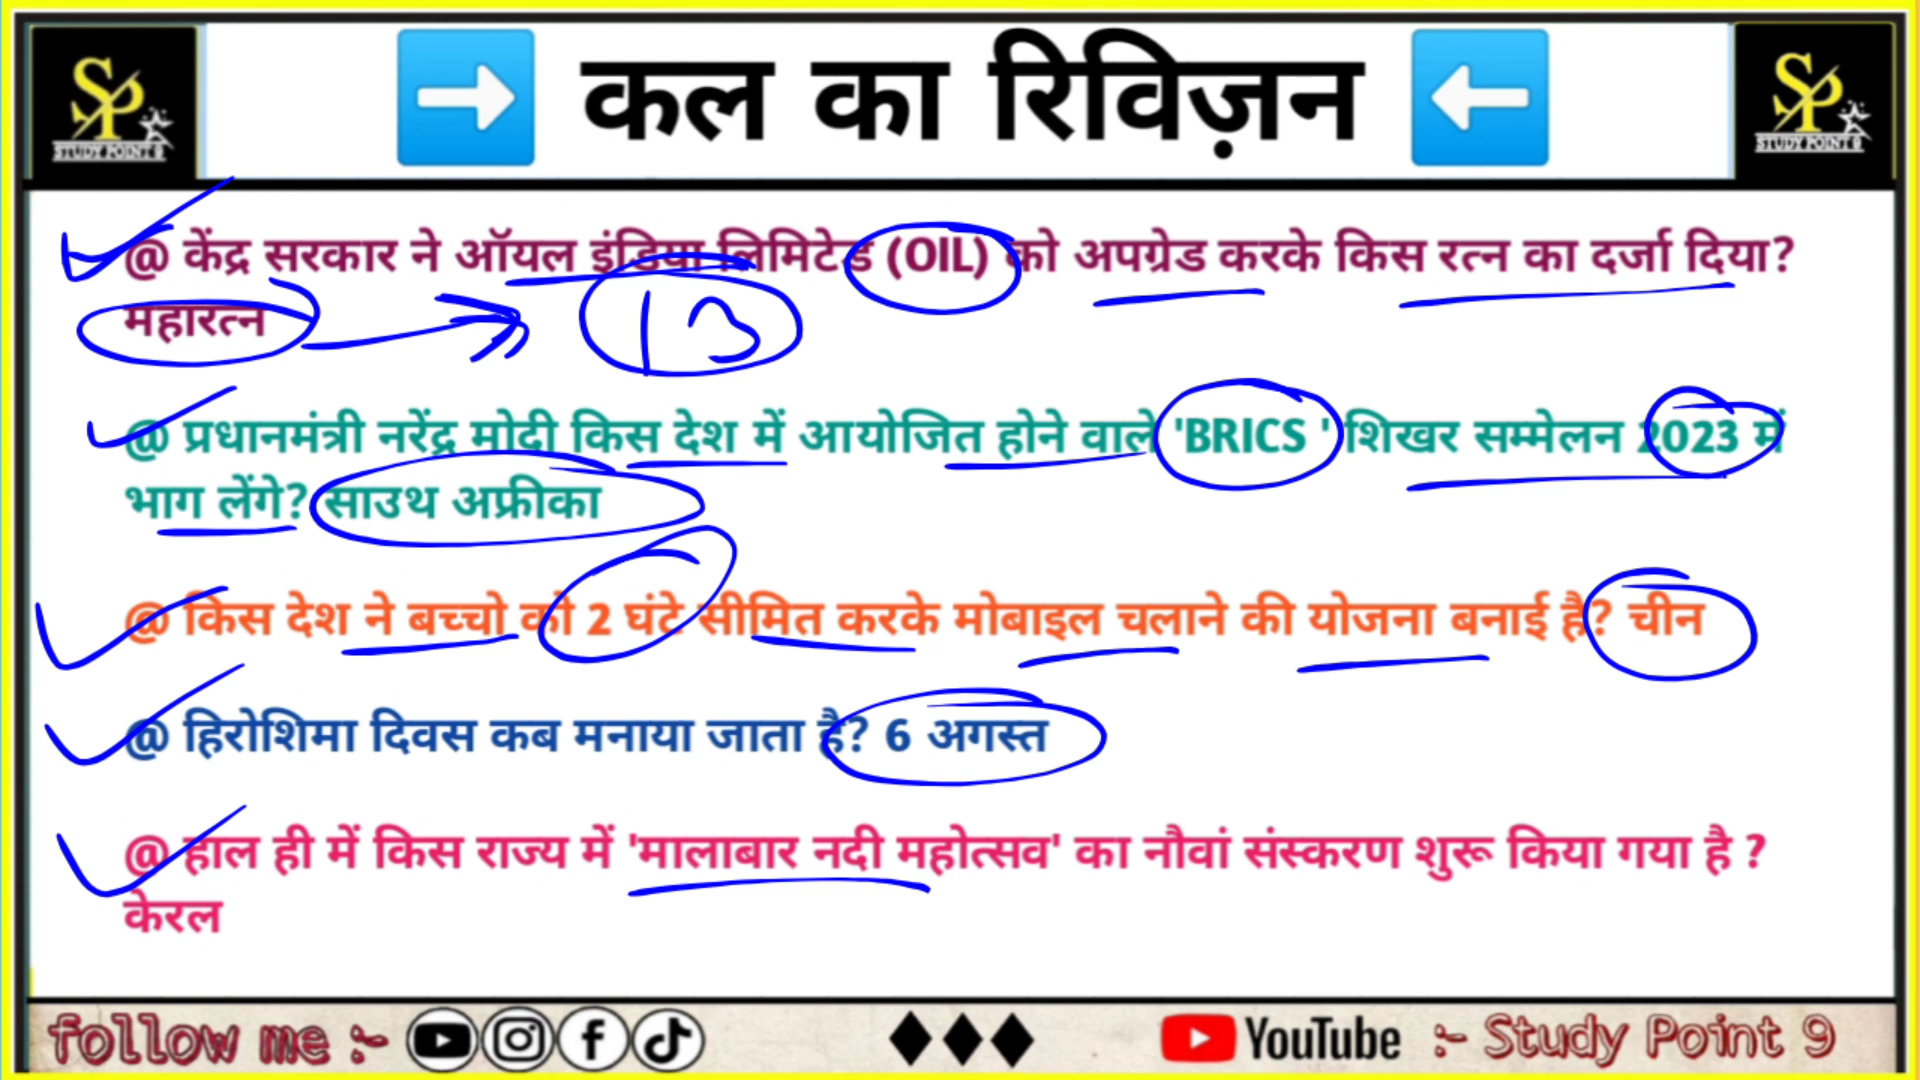 SP
STUDY POINT 9
कल का रिविज़न
SP
STUDY POINT 9
@ केंद्र सरकार ने ऑयल इंडिया लिमिटेड (OIL) को अपग्रेड करके किस रत्न का दर्जा दिया?
महारत्न
13
@ प्रधानमंत्री नरेंद्र मोदी किस देश में आयोजित होने वाले 'BRICS ' शिखर सम्मेलन 2023 में
भाग लेंगे? साउथ अफ्रीका
@ किस देश ने बच्चो को 2 घंटे सीमित करके मोबाइल चलाने की योजना बनाई है? चीन
@ हिरोशिमा दिवस कब मनाया जाता है? 6 अगस्त
@ हाल ही में किस राज्य में 'मालाबार नदी महोत्सव' का नौवां संस्करण शुरू किया गया है ?
केरल
follow me :- YouTube :- Study Point 9